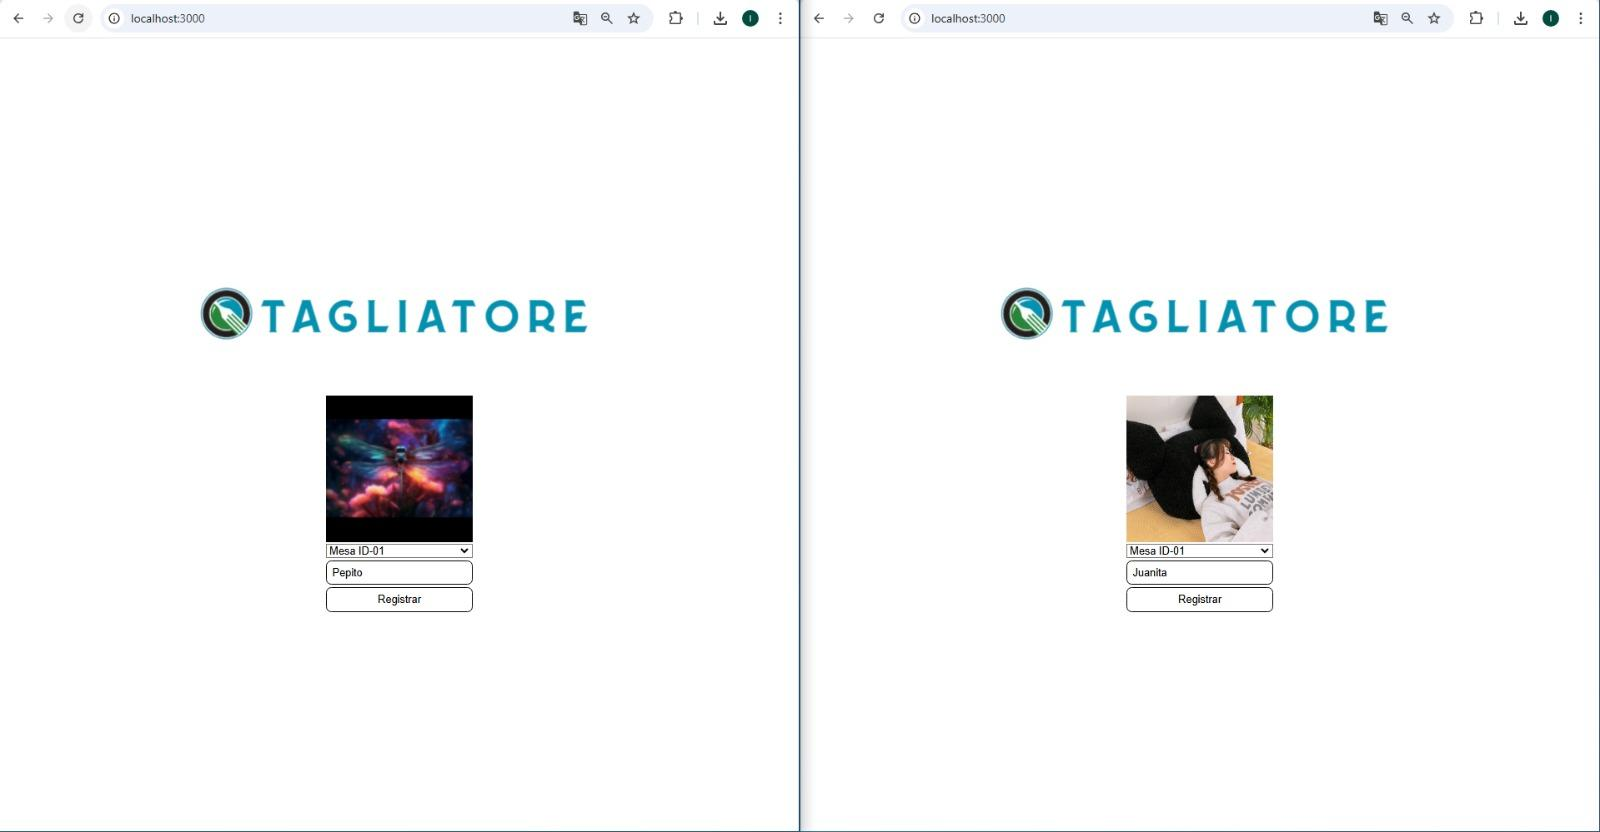 localhost:3000
TAGLIATORE
Mesa ID-01
Pepito
Registrar
localhost:3000
TAGLIATORE
Mesa ID-01
Juanita
Registrar